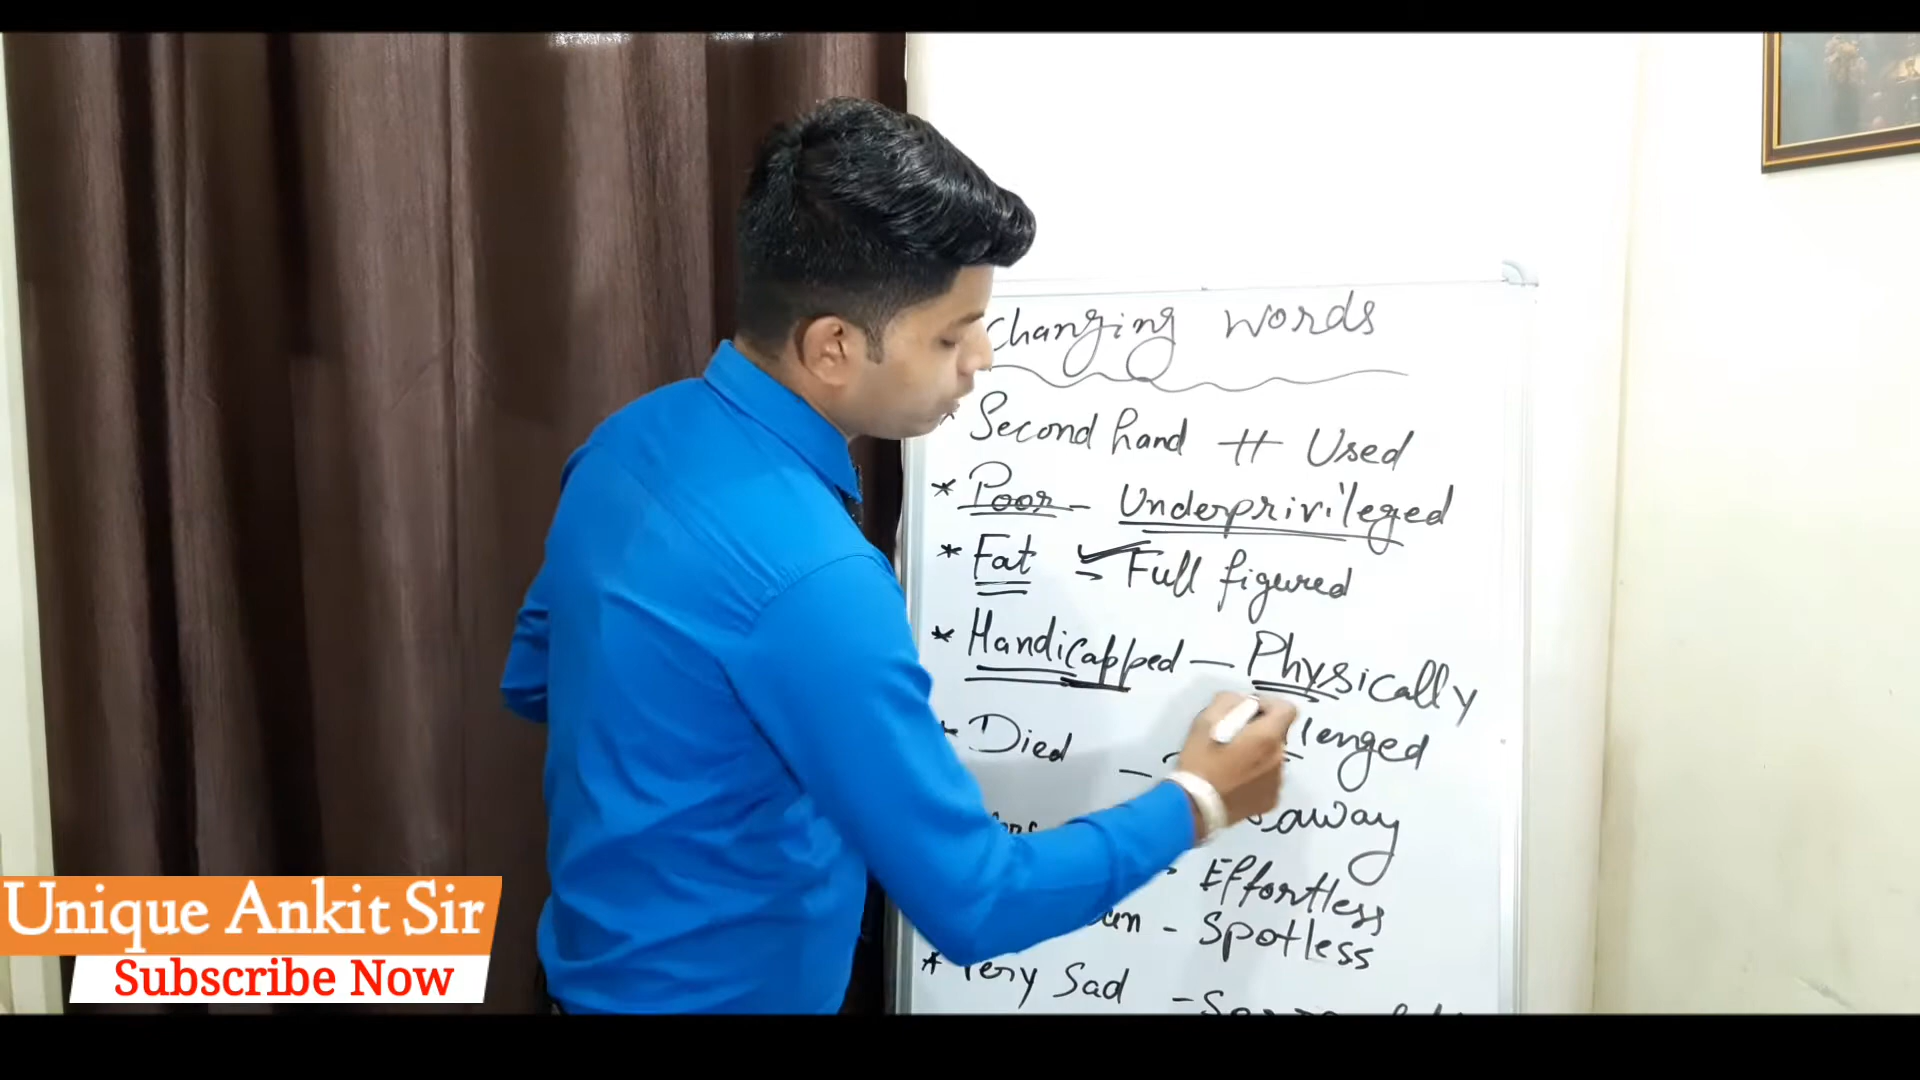 Changing words
* Second hand - Used
* Poor - Underprivileged
* Fat = Full figured
* Handicapped - Physically
* Died
away
- Effortless
- Spotless
* Very Sad
Unique Ankit Sir
Subscribe Now